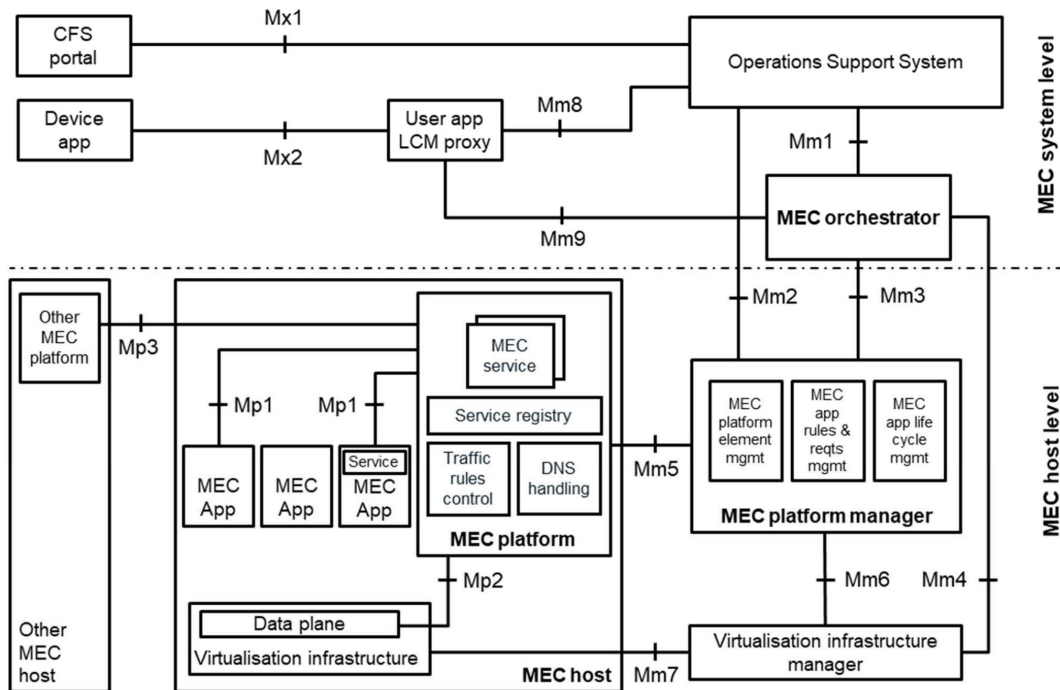 Mx1
CFS
portal
Operations Support System
Device
app
Mx2
User app
LCM proxy
Mm8
Mm1
MEC orchestrator
Mm9
MEC system level
Other
MEC
platform
Mp3
MEC
service
Mm2
Mm3
Mp1
Mp1
Service registry
Traffic
rules
control
DNS
handling
MEC platform
MEC
App
MEC
App
Service
MEC
App
Mm5
MEC
platform
element
mgmt
MEC
app
rules &
reqts
mgmt
MEC
app life
cycle
mgmt
MEC platform manager
MEC host level
Mp2
Mm6
Mm4
Data plane
Virtualisation infrastructure
MEC host
Mm7
Virtualisation infrastructure
manager
Other
MEC
host